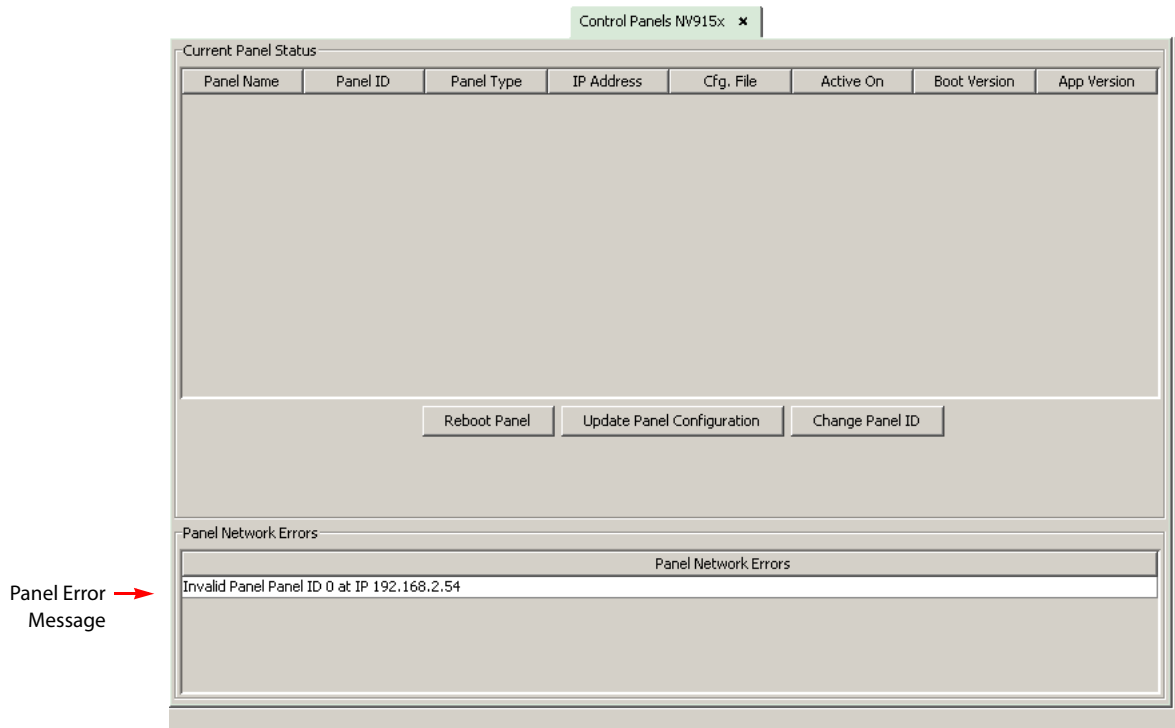 Control Panels NV915x ×
Current Panel Status
Panel Name Panel ID Panel Type IP Address Cfg. File Active On Boot Version App Version
Reboot Panel Update Panel Configuration Change Panel ID
Panel Network Errors
Panel Network Errors
Invalid Panel Panel ID 0 at IP 192.168.2.54
Panel Error
Message